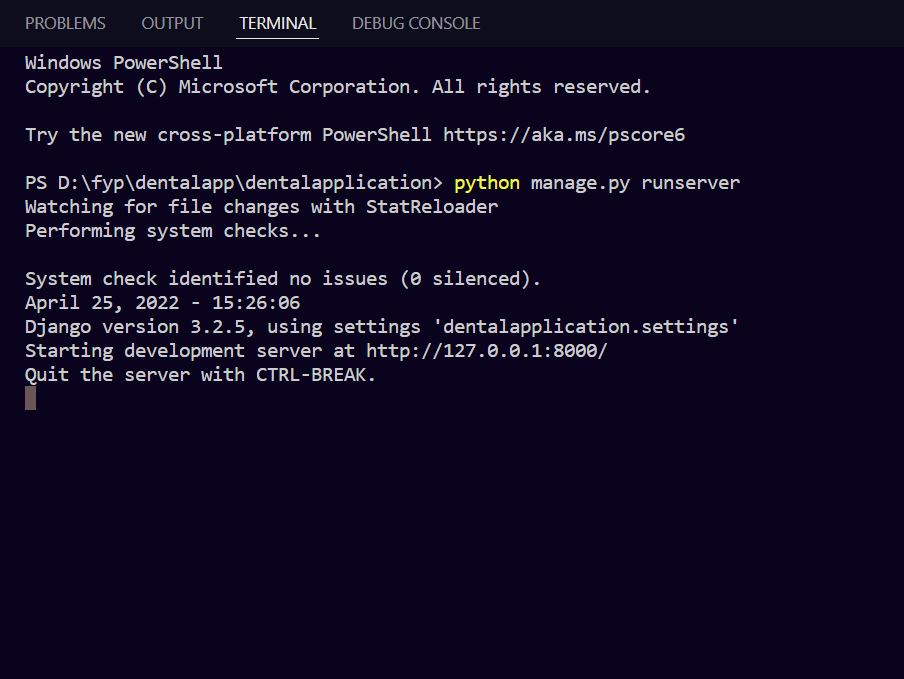 PROBLEMS OUTPUT TERMINAL DEBUG CONSOLE
Windows PowerShell
Copyright (C) Microsoft Corporation. All rights reserved.
Try the new cross-platform PowerShell https://aka.ms/pscore6
PS D:\fyp\dentalapp\dentalapplication> python manage.py runserver
Watching for file changes with StatReloader
Performing system checks...
System check identified no issues (0 silenced).
April 25, 2022 - 15:26:06
Django version 3.2.5, using settings 'dentalapplication.settings'
Starting development server at http://127.0.0.1:8000/
Quit the server with CTRL-BREAK.